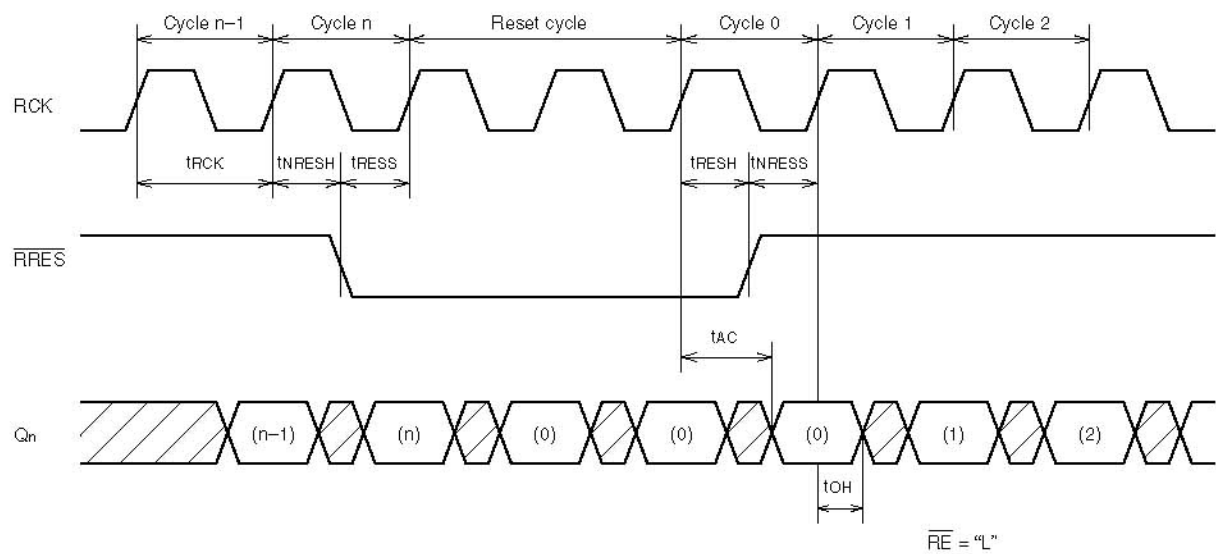 Cycle n–1 Cycle n Reset cycle Cycle 0 Cycle 1 Cycle 2
RCK
tRCK tNRESH tRESS tRESH tNRESS
RRES
tAC
Qn (n–1) (n) (0) (0) (0) (1) (2)
tOH
RE = “L”